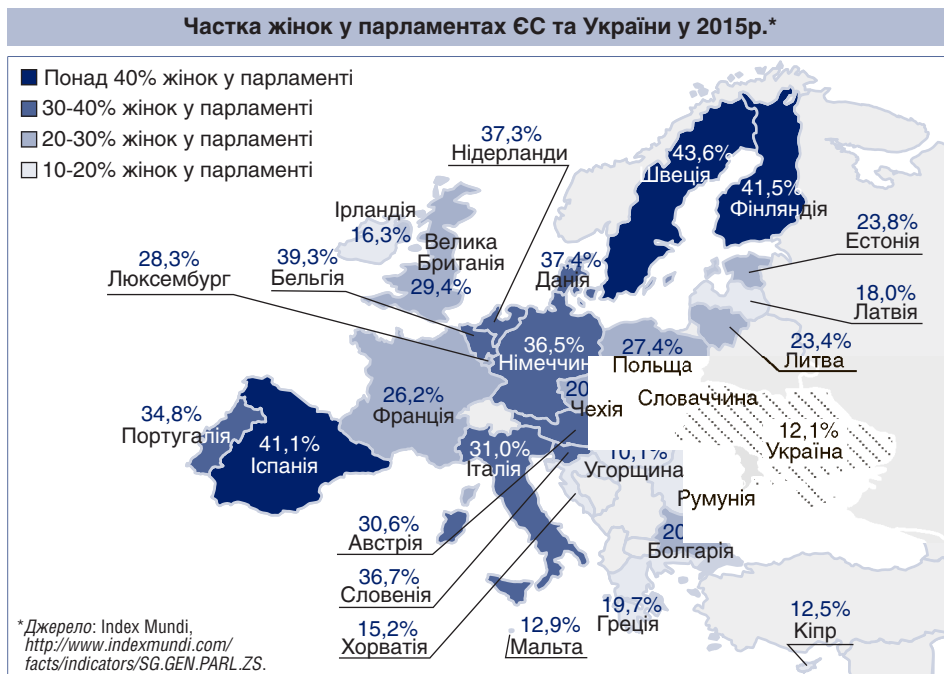 Частка жінок у парламентах ЄС та України у 2015р.*
Понад 40% жінок у парламенті
30-40% жінок у парламенті
20-30% жінок у парламенті
10-20% жінок у парламенті
37,3%
Нідерланди
43,6%
Швеція
41,5%
Фінляндія
Ірландія
16,3%
Велика
Британія
29,4%
23,8%
Естонія
28,3%
Люксембург
39,3%
Бельгія
37,4%
Данія
18,0%
Латвія
23,4%
Литва
36,5%
Німеччин
27,4%
Польща
20
Чехія
Словаччина
26,2%
Франція
34,8%
Португалія
41,1%
Іспанія
31,0%
Італія
10,1%
Угорщина
12,1%
Україна
Румунія
30,6%
Австрія
20
Болгарія
36,7%
Словенія
15,2%
Хорватія
12,9%
Мальта
19,7%
Греція
12,5%
Кіпр
*Джерело: Index Mundi,
http://www.indexmundi.com/
facts/indicators/SG.GEN.PARL.ZS.